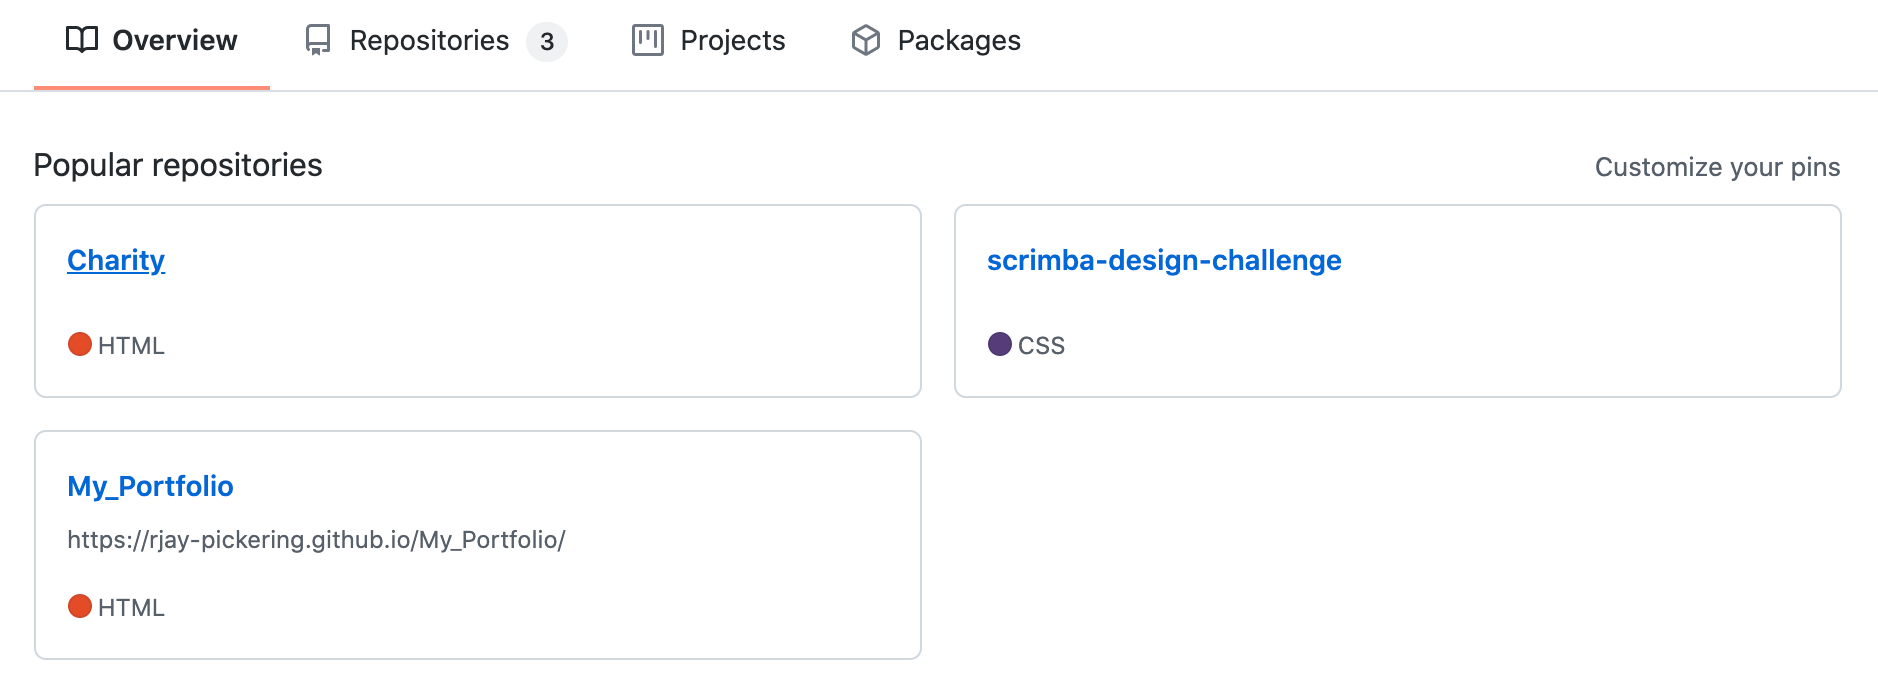 Overview Repositories 3 Projects Packages
Popular repositories Customize your pins
Charity
HTML
scrimba-design-challenge
CSS
My_Portfolio
https://rjay-pickering.github.io/My_Portfolio/
HTML